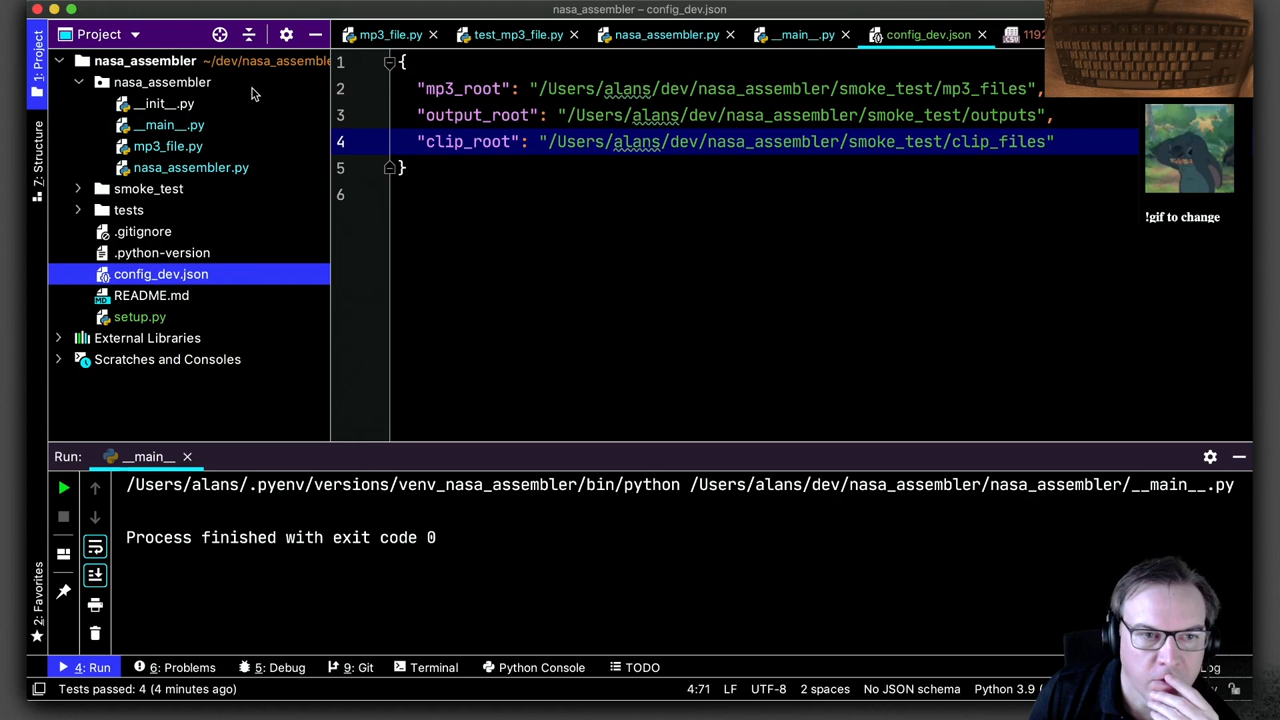 nasa_assembler – config_dev.json
Project
mp3_file.py
test_mp3_file.py
nasa_assembler.py
__main__.py
config_dev.json
1192
1: Project
7: Structure
2: Favorites
nasa_assembler ~/dev/nasa_assemble
nasa_assembler
__init__.py
__main__.py
mp3_file.py
nasa_assembler.py
smoke_test
tests
.gitignore
.python-version
config_dev.json
README.md
setup.py
External Libraries
Scratches and Consoles
1 {
2 "mp3_root": "/Users/alans/dev/nasa_assembler/smoke_test/mp3_files",
3 "output_root": "/Users/alans/dev/nasa_assembler/smoke_test/outputs",
4 "clip_root": "/Users/alans/dev/nasa_assembler/smoke_test/clip_files"
5 }
6
!gif to change
Run: __main__
/Users/alans/.pyenv/versions/venv_nasa_assembler/bin/python /Users/alans/dev/nasa_assembler/nasa_assembler/__main__.py
Process finished with exit code 0
4: Run 6: Problems 5: Debug 9: Git Terminal Python Console TODO Log
Tests passed: 4 (4 minutes ago) 4:71 LF UTF-8 2 spaces No JSON schema Python 3.9